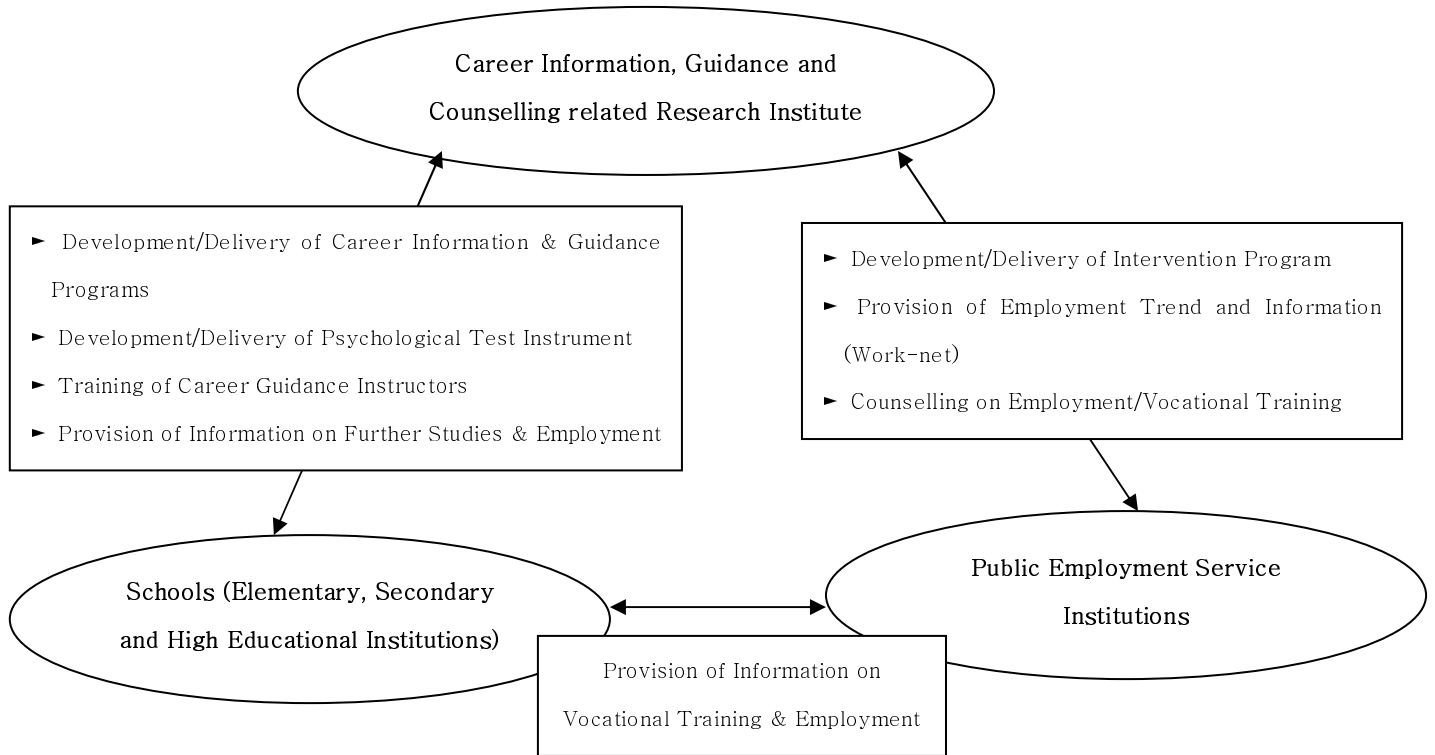 Career Information, Guidance and
Counselling related Research Institute
► Development/Delivery of Career Information & Guidance
Programs
► Development/Delivery of Psychological Test Instrument
► Training of Career Guidance Instructors
► Provision of Information on Further Studies & Employment
► Development/Delivery of Intervention Program
► Provision of Employment Trend and Information
(Work-net)
► Counselling on Employment/Vocational Training
Schools (Elementary, Secondary
and High Educational Institutions)
Public Employment Service
Institutions
Provision of Information on
Vocational Training & Employment